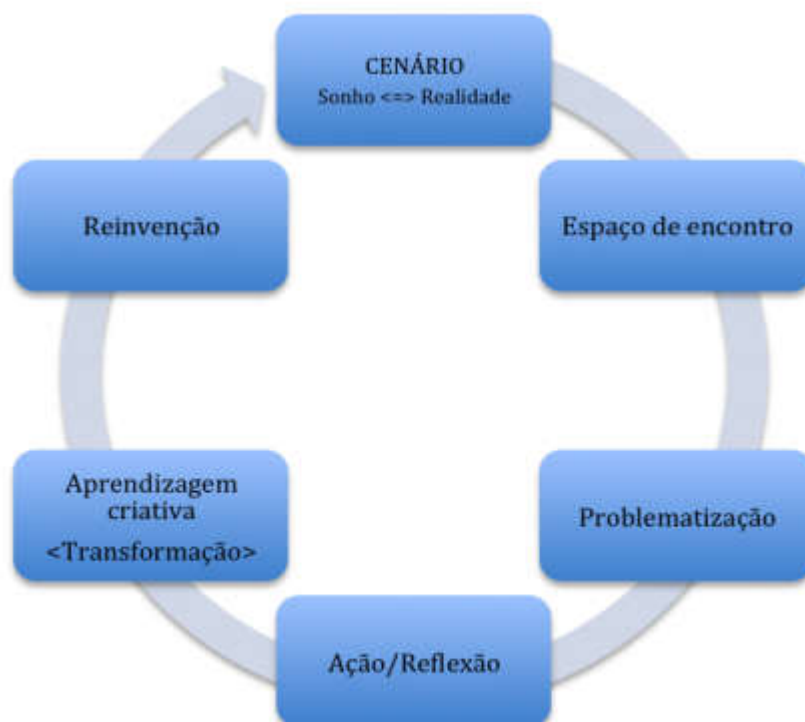 CENÁRIO
Sonho <=> Realidade
Espaço de encontro
Problematização
Ação/Reflexão
Aprendizagem
criativa
<Transformação>
Reinvenção